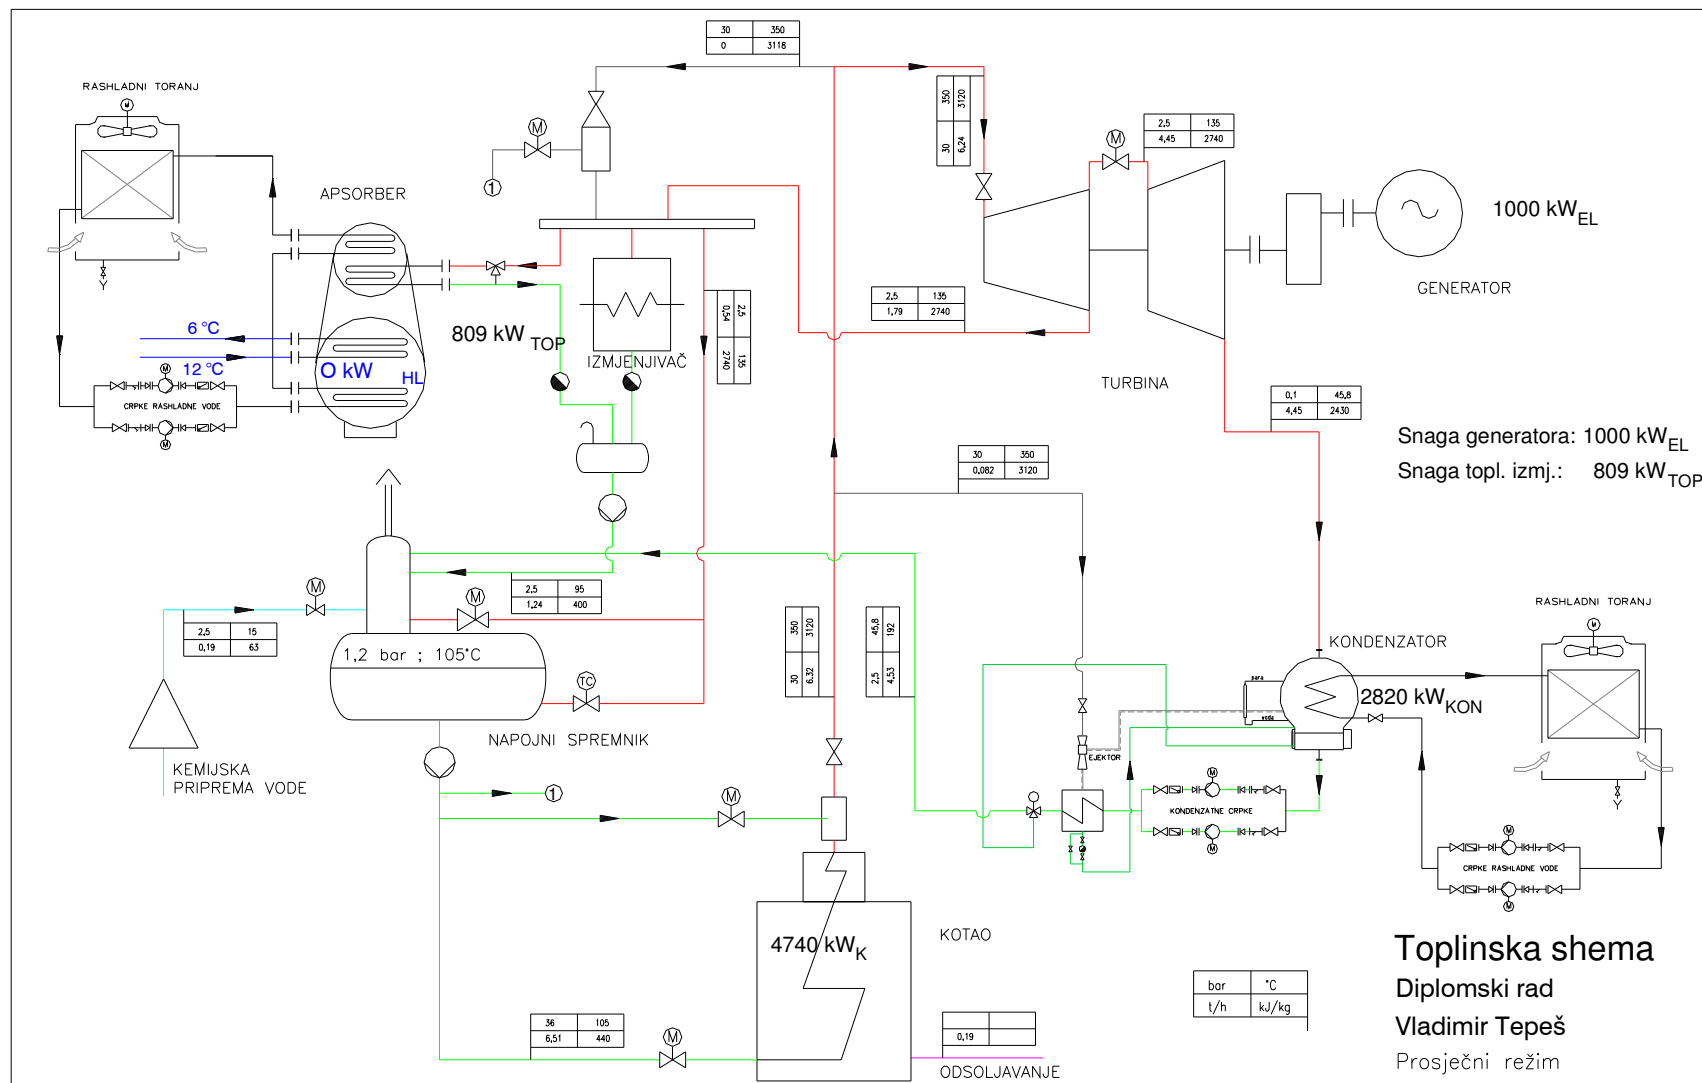 30 350
0 3118
RASHLADNI TORANJ
M
M
1
APSORBER
350 3120
30 6,24
2,5 135
4,45 2740
M
1000 kWEL
GENERATOR
2,5 135
1,79 2740
2,5 135
0,54 2740
809 kW TOP
IZMJENJIVAČ
6 °C
12 °C
O kW HL
M
CRPKE RASHLADNE VODE
M
TURBINA
0,1 45,8
4,45 2430
Snaga generatora: 1000 kWEL
Snaga topl. izmj.: 809 kWTOP
30 350
0,082 3120
2,5 95
1,24 400
M
M
2,5 15
0,19 63
1,2 bar ; 105°C
TC
NAPOJNI SPREMNIK
KEMIJSKA
PRIPREMA VODE
350 3120
30 6,32
45,8 192
2,5 4,53
RASHLADNI TORANJ
M
KONDENZATOR
para
voda
2820 kWKON
EJEKTOR
M
KONDENZATNE CRPKE
M
M
CRPKE RASHLADNE VODE
M
1
M
4740 kWK
KOTAO
36 105
6,51 440
M
0,19
ODSOLJAVANJE
bar °C
t/h kJ/kg
Toplinska shema
Diplomski rad
Vladimir Tepeš
Prosječni režim